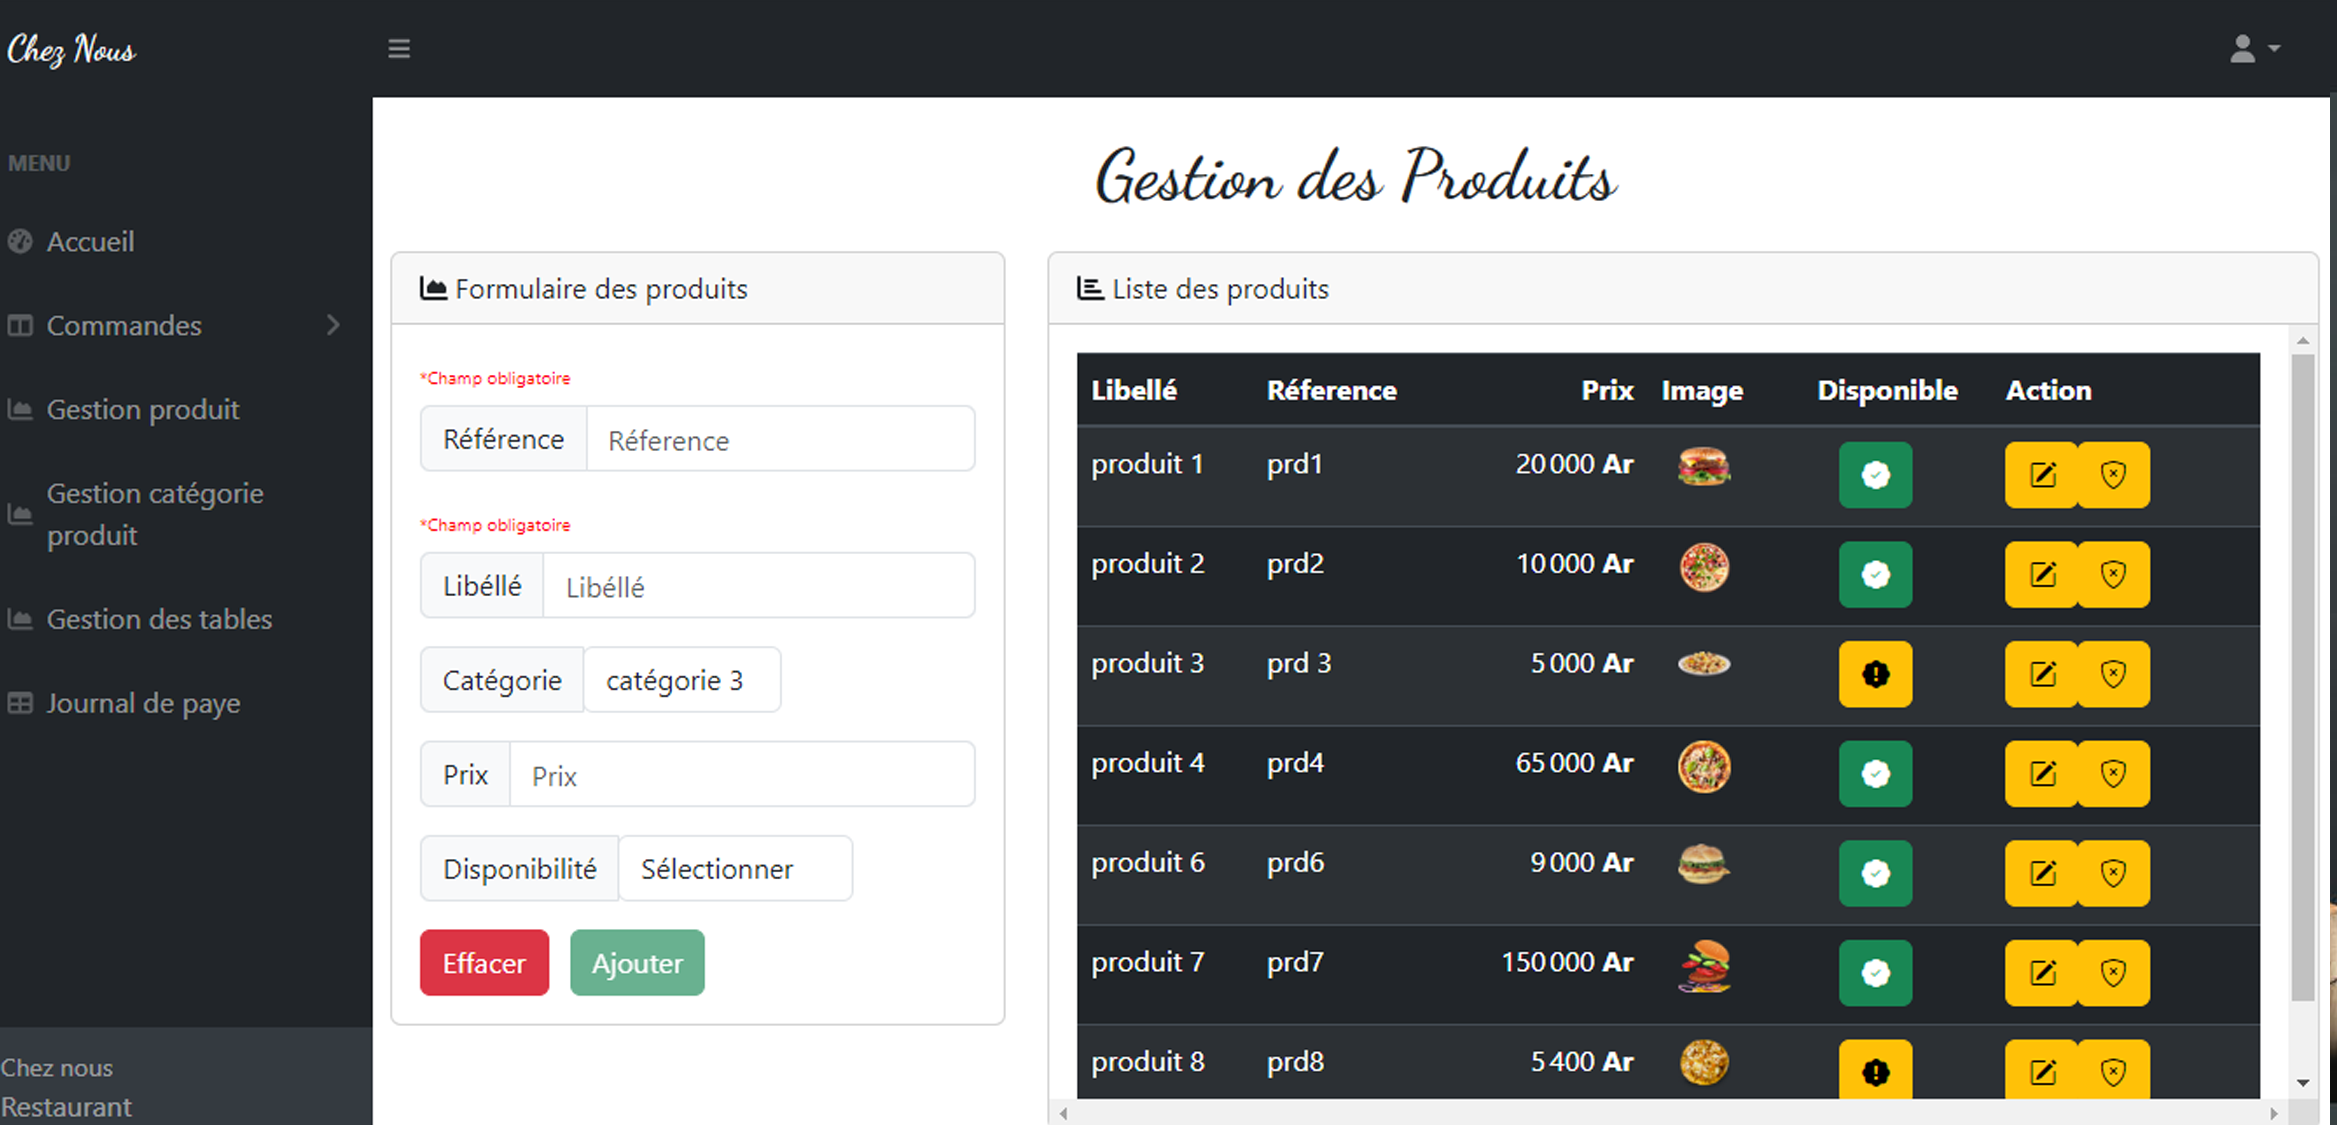 Chez Nous
MENU
Accueil
Commandes
Gestion produit
Gestion catégorie
produit
Gestion des tables
Journal de paye
Chez nous
Restaurant
Gestion des Produits
Formulaire des produits
*Champ obligatoire
Référence Réference
*Champ obligatoire
Libéllé Libéllé
Catégorie catégorie 3
Prix Prix
Disponibilité Sélectionner
Effacer Ajouter
Liste des produits
Libellé Réference Prix Image Disponible Action
produit 1 prd1 20 000 Ar
produit 2 prd2 10 000 Ar
produit 3 prd 3 5 000 Ar
produit 4 prd4 65 000 Ar
produit 6 prd6 9 000 Ar
produit 7 prd7 150 000 Ar
produit 8 prd8 5 400 Ar